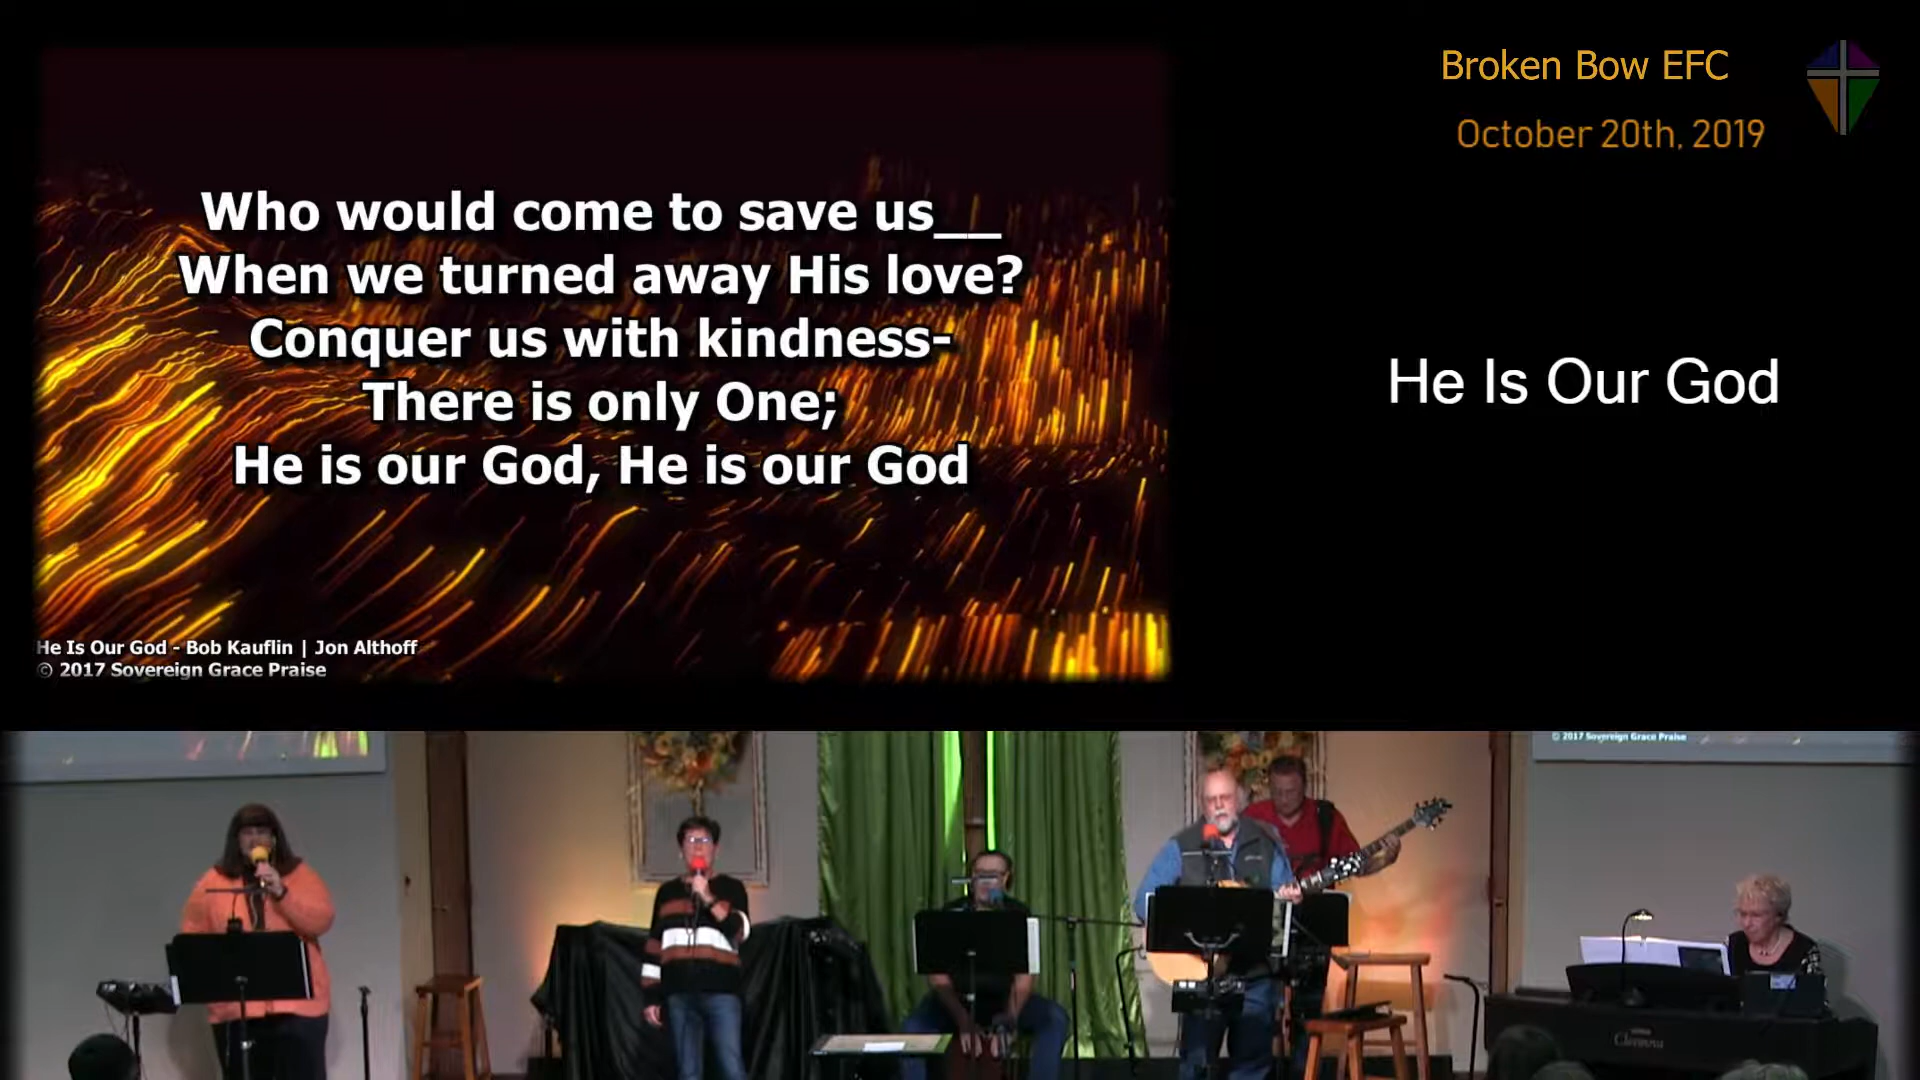 Broken Bow EFC
October 20th, 2019
Who would come to save us__
When we turned away His love?
Conquer us with kindness-
There is only One;
He is our God, He is our God
He Is Our God
He Is Our God - Bob Kauflin | Jon Althoff
© 2017 Sovereign Grace Praise
© 2017 Sovereign Grace Praise
Clavinova